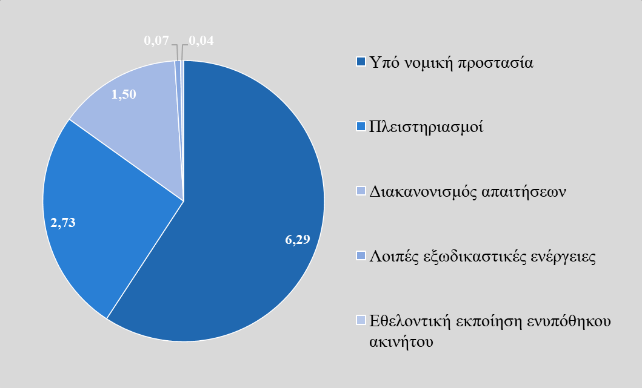 0,07
0,04
1,50
2,73
6,29
Υπό νομική προστασία
Πλειστηριασμοί
Διακανονισμός απαιτήσεων
Λοιπές εξωδικαστικές ενέργειες
Εθελοντική εκποίηση ενυπόθηκου
ακινήτου